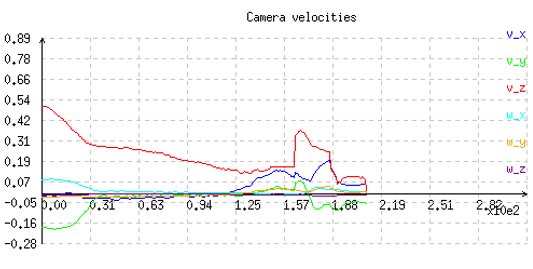 Camera velocities
0.89
0.78
0.66
0.54
0.42
0.31
0.19
0.07
-0.05
-0.16
-0.28
0.00 0.31 0.63 0.94 1.25 1.57 1.88 2.19 2.51 2.82
x10e2
v_x
v_y
v_z
w_x
w_y
w_z